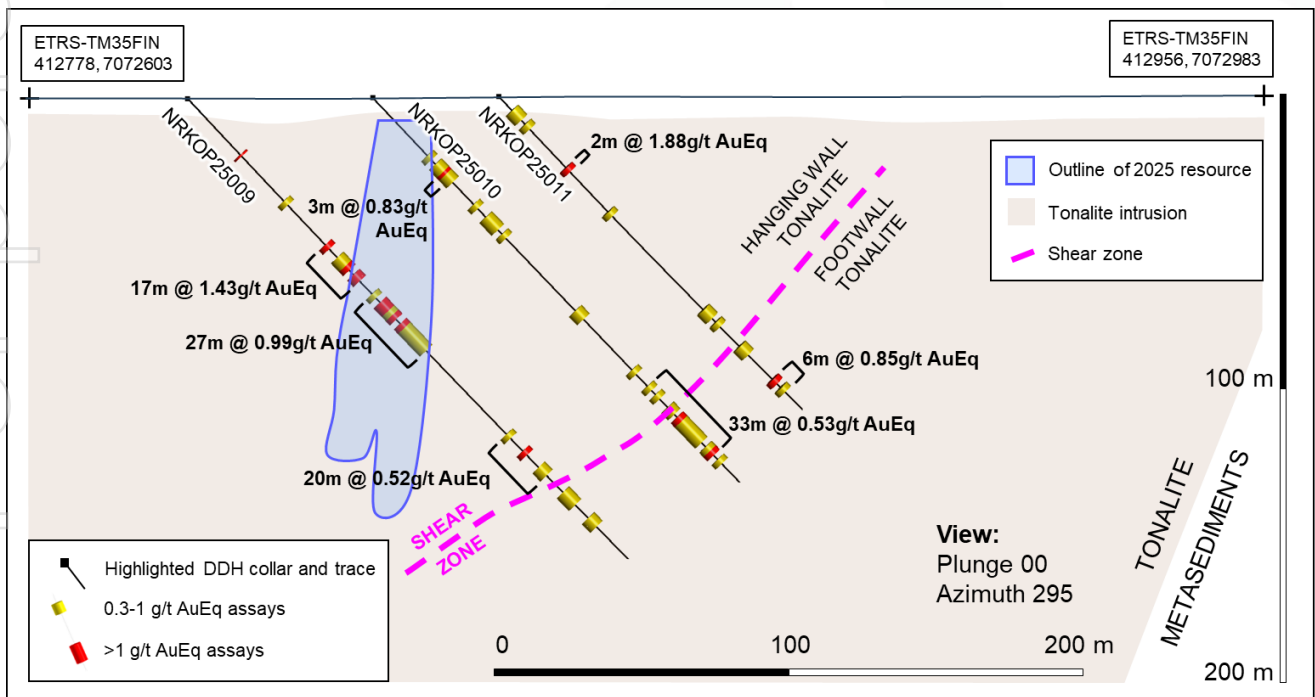 ETRS-TM35FIN
412778, 7072603
ETRS-TM35FIN
412956, 7072983
NRKOP25009
NRKOP25010
NRKOP25011
2m @ 1.88g/t AuEq
3m @ 0.83g/t
AuEq
17m @ 1.43g/t AuEq
27m @ 0.99g/t AuEq
20m @ 0.52g/t AuEq
33m @ 0.53g/t AuEq
6m @ 0.85g/t AuEq
HANGING WALL
TONALITE
FOOTWALL
TONALITE
SHEAR
ZONE
Outline of 2025 resource
Tonalite intrusion
Shear zone
100 m
TONALITE
METASEDIMENTS
200 m
View:
Plunge 00
Azimuth 295
0 100 200 m
Highlighted DDH collar and trace
0.3-1 g/t AuEq assays
>1 g/t AuEq assays